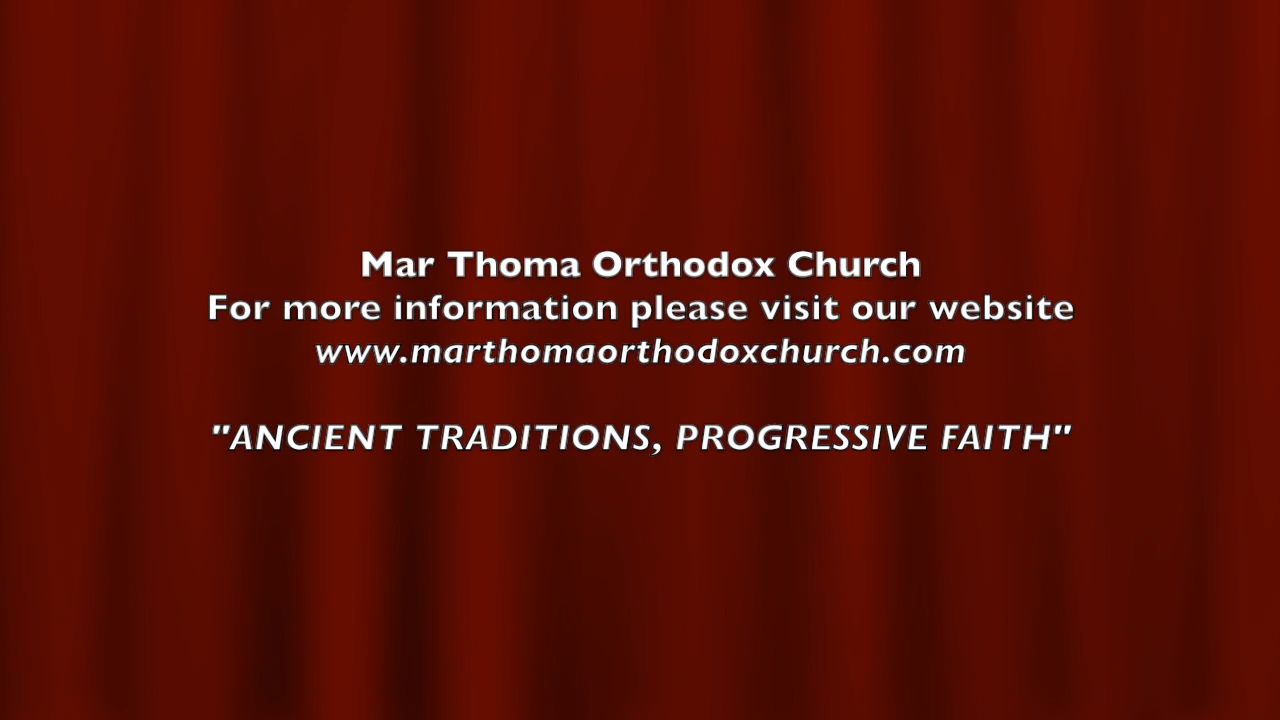 Mar Thoma Orthodox Church
For more information please visit our website
www.marthomaorthodoxchurch.com
"ANCIENT TRADITIONS, PROGRESSIVE FAITH"